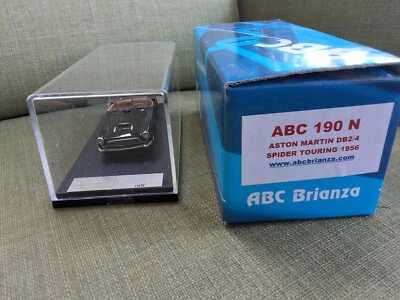 ABC
ABC 190 N
ASTON MARTIN DB2/4
SPIDER TOURING 1956
www.abcbrianza.com
ABC Brianza